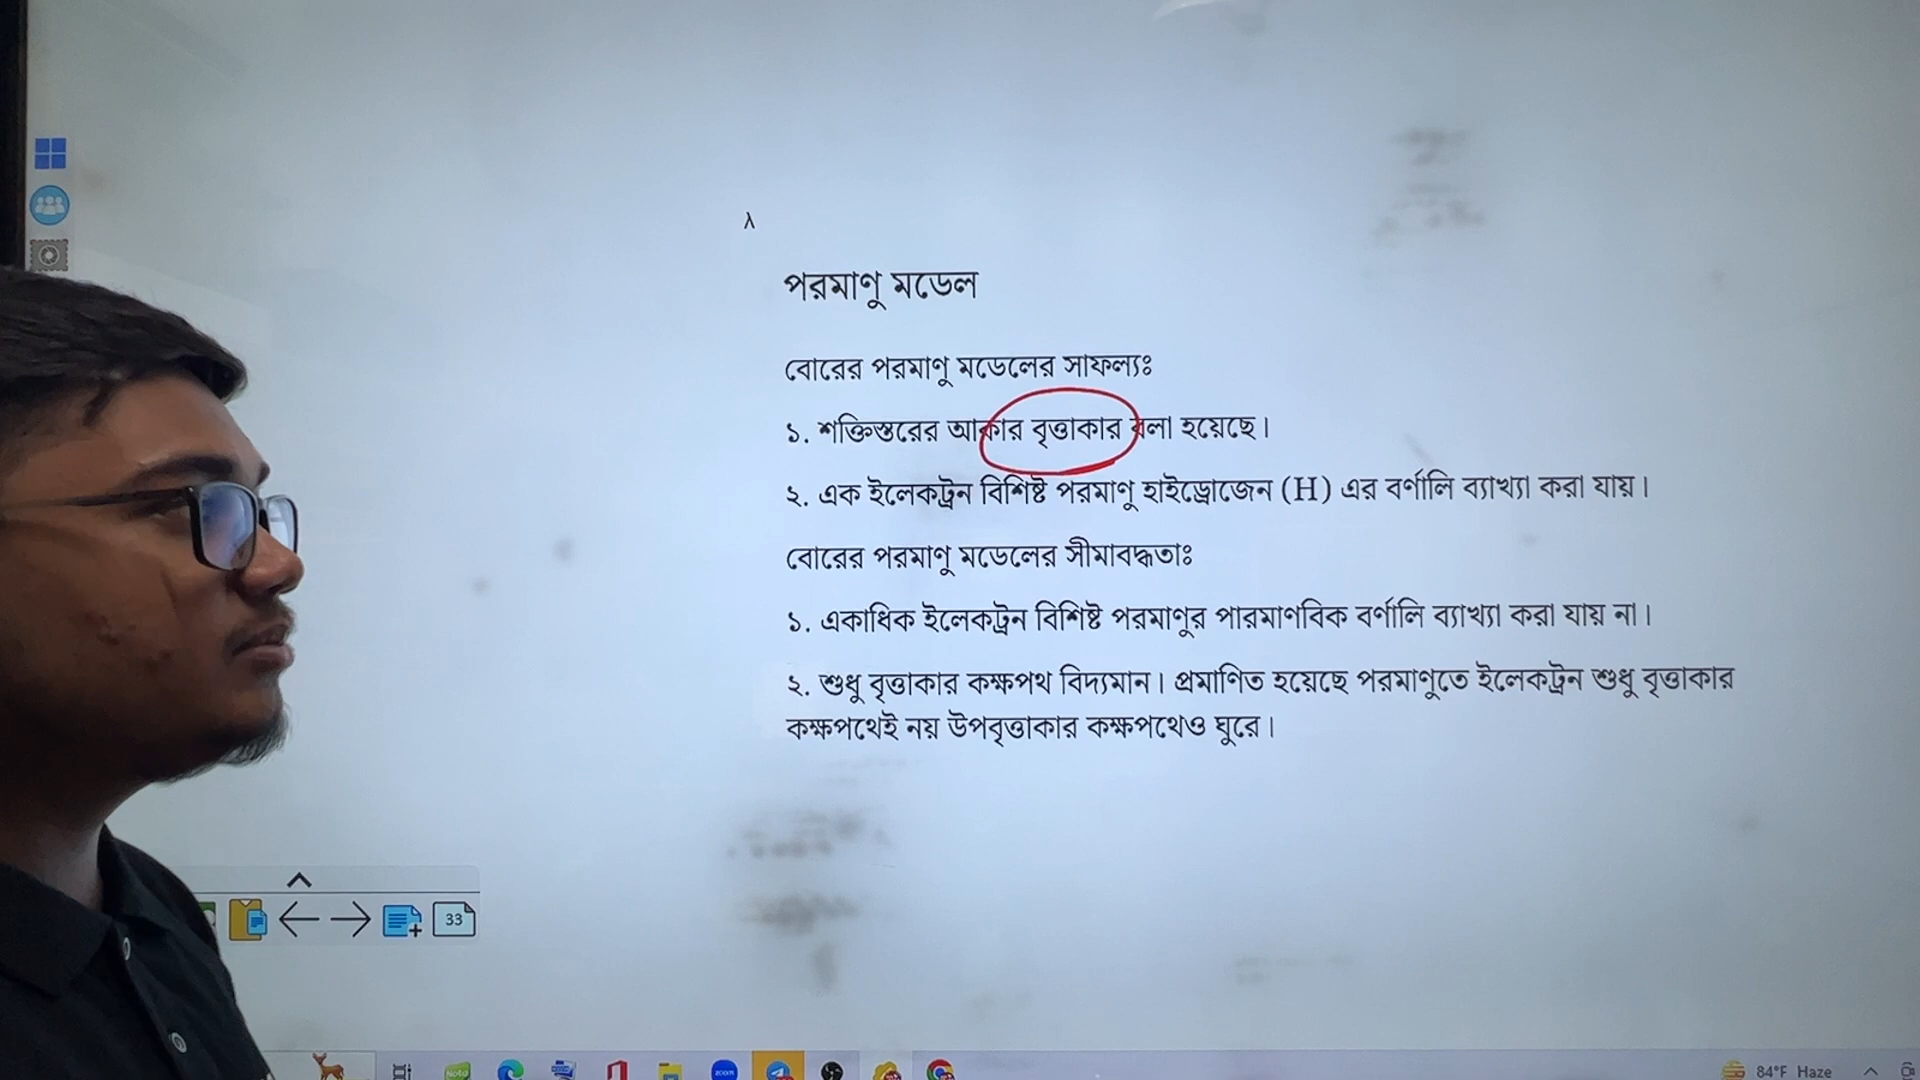 λ
পরমাণু মডেল
বোরের পরমাণু মডেলের সাফল্যঃ
১. শক্তিস্তরের আকার বৃত্তাকার বলা হয়েছে।
২. এক ইলেকট্রন বিশিষ্ট পরমাণু হাইড্রোজেন (H) এর বর্ণালি ব্যাখ্যা করা যায়।
বোরের পরমাণু মডেলের সীমাবদ্ধতাঃ
১. একাধিক ইলেকট্রন বিশিষ্ট পরমাণুর পারমাণবিক বর্ণালি ব্যাখ্যা করা যায় না।
২. শুধু বৃত্তাকার কক্ষপথ বিদ্যমান। প্রমাণিত হয়েছে পরমাণুতে ইলেকট্রন শুধু বৃত্তাকার
কক্ষপথেই নয় উপবৃত্তাকার কক্ষপথেও ঘুরে।
33
zoom
84°F Haze